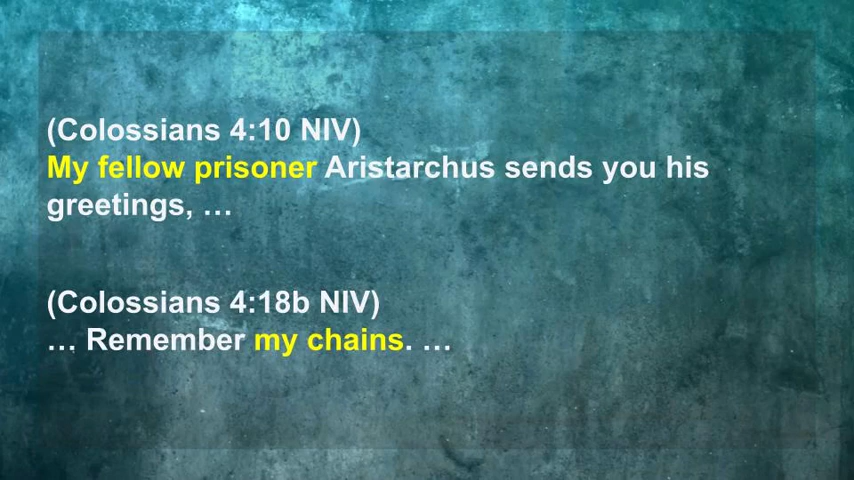 (Colossians 4:10 NIV)
My fellow prisoner Aristarchus sends you his
greetings, …
(Colossians 4:18b NIV)
… Remember my chains. …